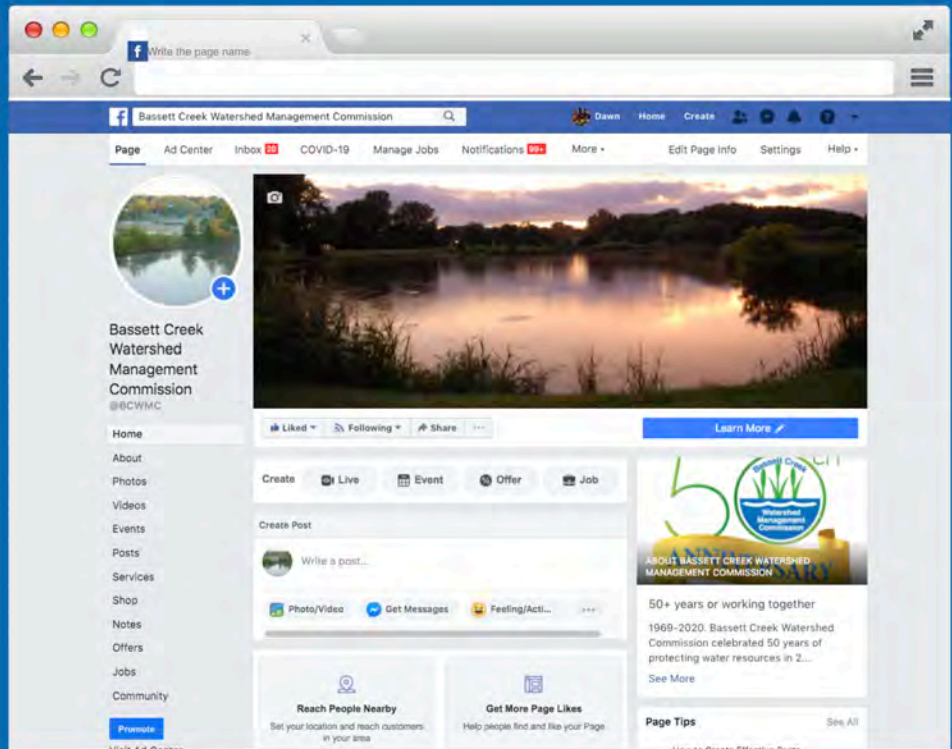 Write the page name
Bassett Creek Watershed Management Commission
Dawn Home Create
Page Ad Center Inbox 20 COVID-19 Manage Jobs Notifications 99+ More Edit Page Info Settings Help
Bassett Creek
Watershed
Management
Commission
@BCWMC
Home
About
Photos
Videos
Events
Posts
Services
Shop
Notes
Offers
Jobs
Community
Promote
Visit Ad Center
Liked Following Share ...
Learn More
Create Live Event Offer Job
Create Post
Write a post...
Photo/Video Get Messages Feeling/Acti... ...
Reach People Nearby
Set your location and reach customers
in your area
Get More Page Likes
Help people find and like your Page
50
Bassett Creek
Watershed
Management
Commission
ANNIVERSARY
ABOUT BASSETT CREEK WATERSHED
MANAGEMENT COMMISSION
50+ years or working together
1969-2020. Bassett Creek Watershed
Commission celebrated 50 years of
protecting water resources in 2...
See More
Page Tips See All